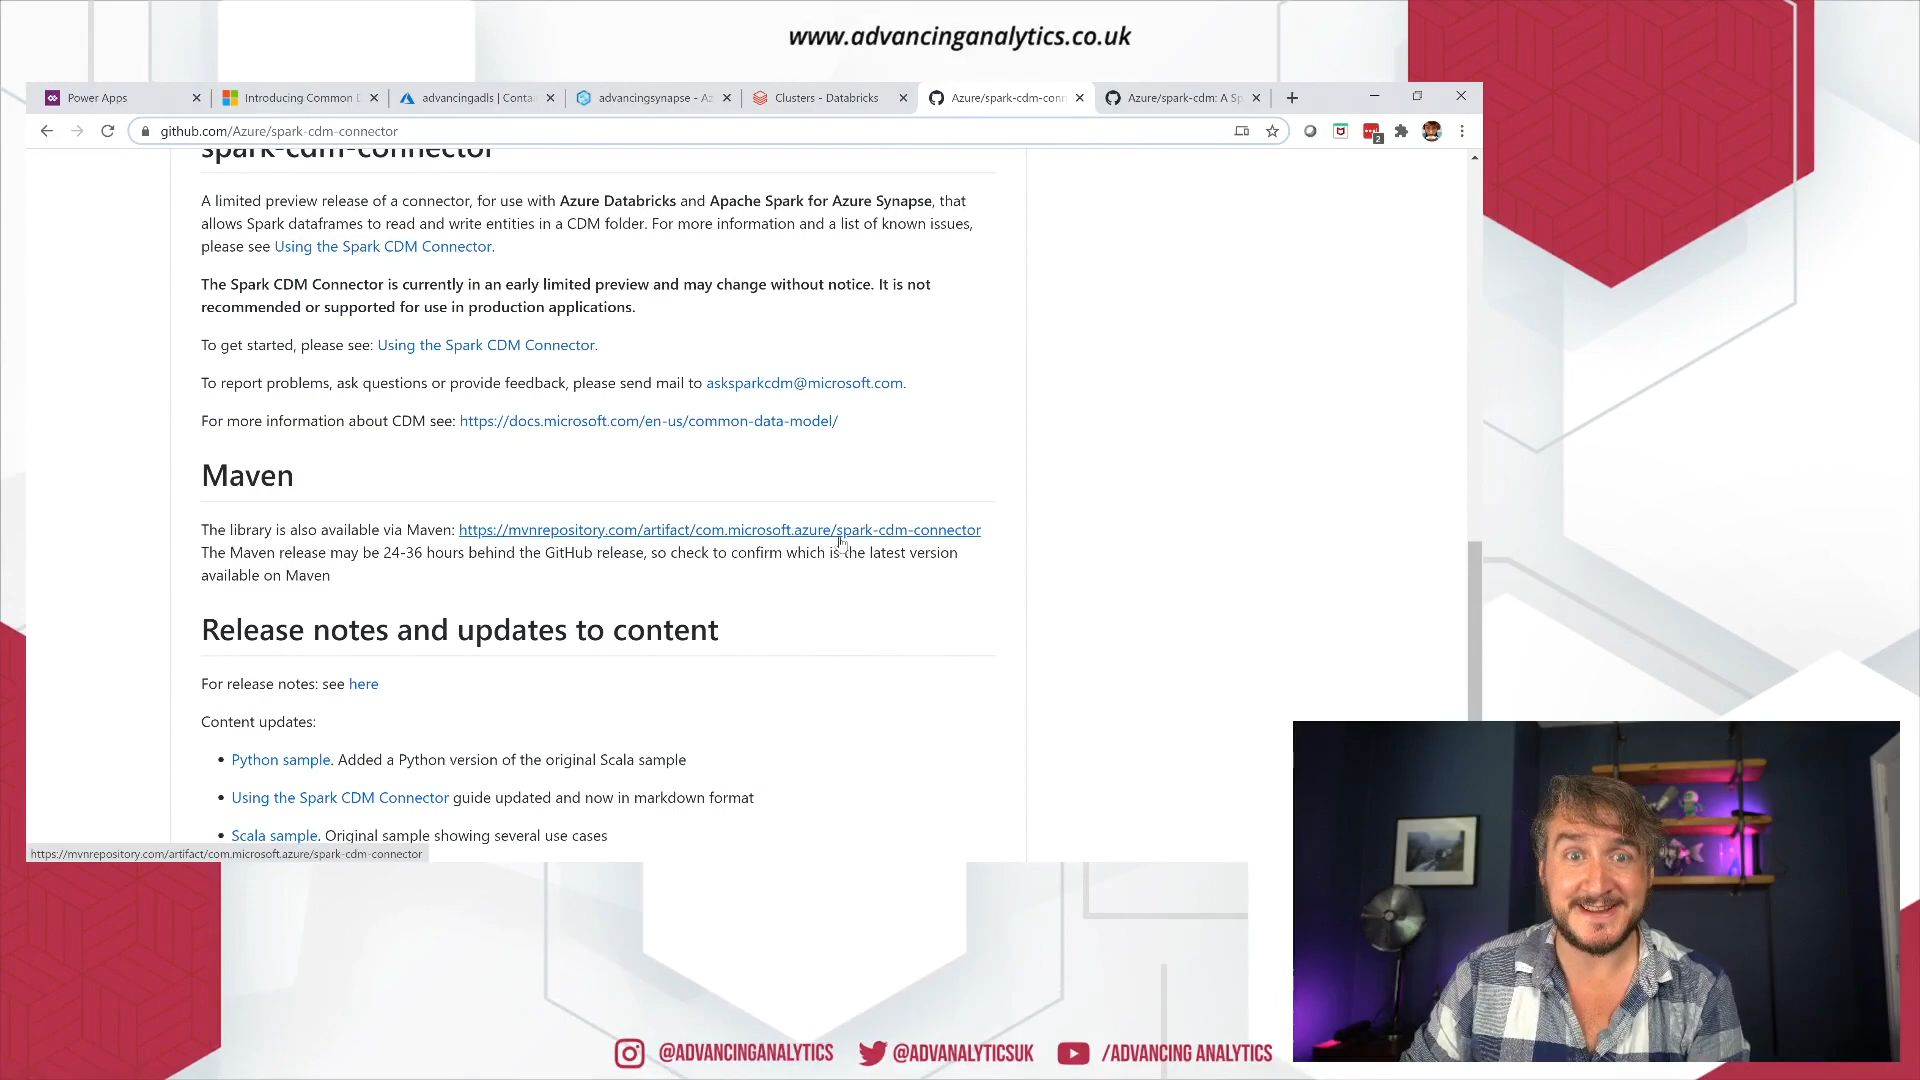 www.advancinganalytics.co.uk
Power Apps
Introducing Common D
advancingadls | Contai
advancingsynapse - Az
Clusters - Databricks
Azure/spark-cdm-conn
Azure/spark-cdm: A Sp
github.com/Azure/spark-cdm-connector
2
spark-cdm-connector
A limited preview release of a connector, for use with Azure Databricks and Apache Spark for Azure Synapse, that
allows Spark dataframes to read and write entities in a CDM folder. For more information and a list of known issues,
please see Using the Spark CDM Connector.
The Spark CDM Connector is currently in an early limited preview and may change without notice. It is not
recommended or supported for use in production applications.
To get started, please see: Using the Spark CDM Connector.
To report problems, ask questions or provide feedback, please send mail to asksparkcdm@microsoft.com.
For more information about CDM see: https://docs.microsoft.com/en-us/common-data-model/
Maven
The library is also available via Maven: https://mvnrepository.com/artifact/com.microsoft.azure/spark-cdm-connector
The Maven release may be 24-36 hours behind the GitHub release, so check to confirm which is the latest version
available on Maven
Release notes and updates to content
For release notes: see here
Content updates:
• Python sample. Added a Python version of the original Scala sample
• Using the Spark CDM Connector guide updated and now in markdown format
• Scala sample. Original sample showing several use cases
https://mvnrepository.com/artifact/com.microsoft.azure/spark-cdm-connector
@ADVANCINGANALYTICS
@ADVANALYTICSUK
/ADVANCING ANALYTICS